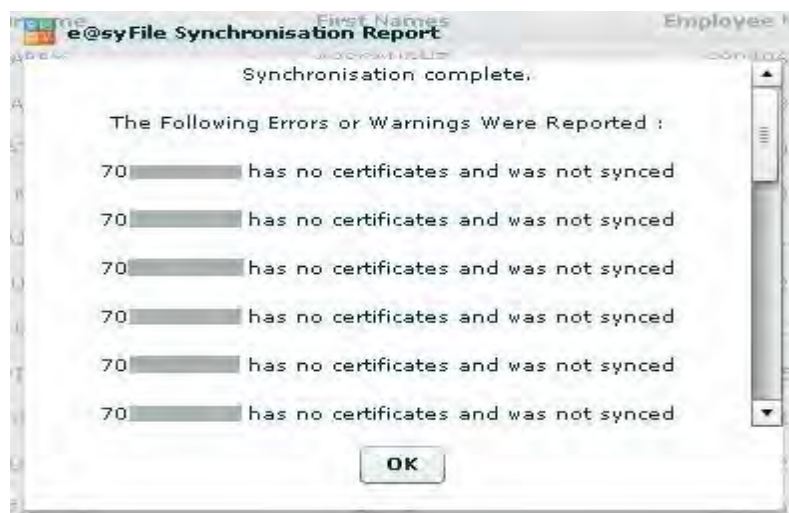 First Names
Employee
e@syFile Synchronisation Report
Synchronisation complete.
The Following Errors or Warnings Were Reported :
70 has no certificates and was not synced
70 has no certificates and was not synced
70 has no certificates and was not synced
70 has no certificates and was not synced
70 has no certificates and was not synced
70 has no certificates and was not synced
OK